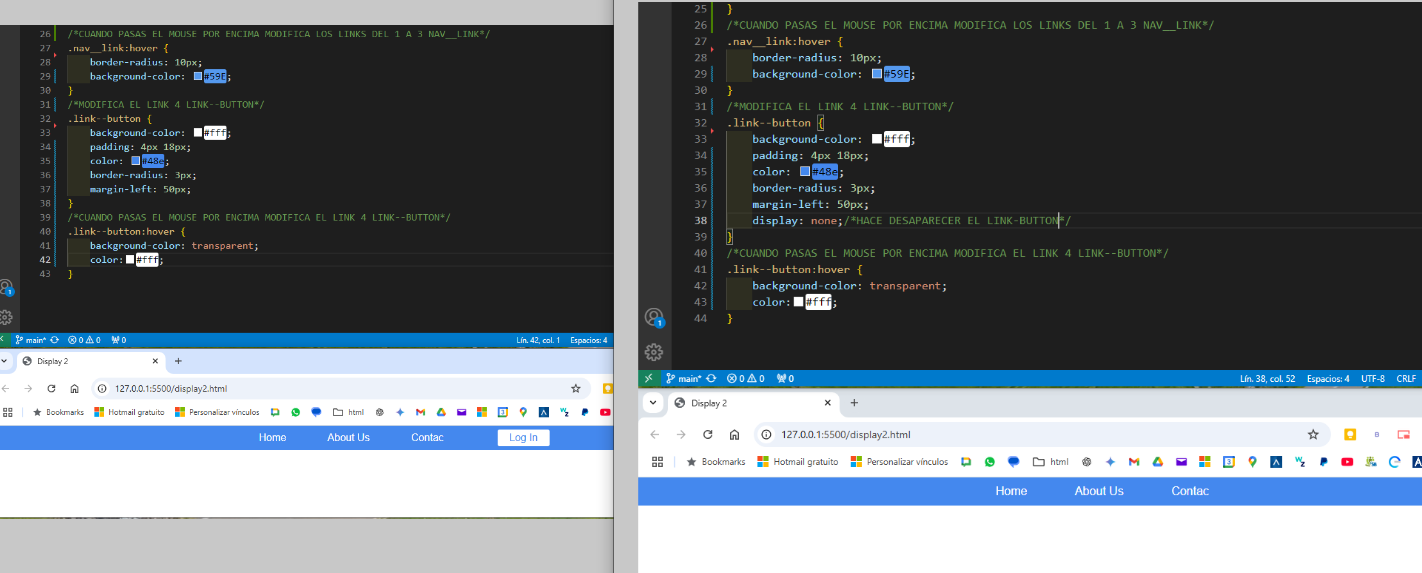 26 /*CUANDO PASAS EL MOUSE POR ENCIMA MODIFICA LOS LINKS DEL 1 A 3 NAV__LINK*/
27 .nav__link:hover {
28 border-radius: 10px;
29 background-color: #59E;
30 }
31 /*MODIFICA EL LINK 4 LINK--BUTTON*/
32 .link--button {
33 background-color: #fff;
34 padding: 4px 18px;
35 color: #48e;
36 border-radius: 3px;
37 margin-left: 50px;
38 }
39 /*CUANDO PASAS EL MOUSE POR ENCIMA MODIFICA EL LINK 4 LINK--BUTTON*/
40 .link--button:hover {
41 background-color: transparent;
42 color: #fff;
43 }
1
main* 0 0 0 Lín. 42, col. 1 Espacios: 4
Display 2
127.0.0.1:5500/display2.html
Bookmarks Hotmail gratuito Personalizar vínculos html
Home About Us Contac Log In
25 }
26 /*CUANDO PASAS EL MOUSE POR ENCIMA MODIFICA LOS LINKS DEL 1 A 3 NAV__LINK*/
27 .nav__link:hover {
28 border-radius: 10px;
29 background-color: #59E;
30 }
31 /*MODIFICA EL LINK 4 LINK--BUTTON*/
32 .link--button {
33 background-color: #fff;
34 padding: 4px 18px;
35 color: #48e;
36 border-radius: 3px;
37 margin-left: 50px;
38 display: none;/*HACE DESAPARECER EL LINK-BUTTON*/
39 }
40 /*CUANDO PASAS EL MOUSE POR ENCIMA MODIFICA EL LINK 4 LINK--BUTTON*/
41 .link--button:hover {
42 background-color: transparent;
43 color: #fff;
44 }
1
main* 0 0 0 Lín. 38, col. 52 Espacios: 4 UTF-8 CRLF
Display 2
127.0.0.1:5500/display2.html
Bookmarks Hotmail gratuito Personalizar vínculos html
Home About Us Contac